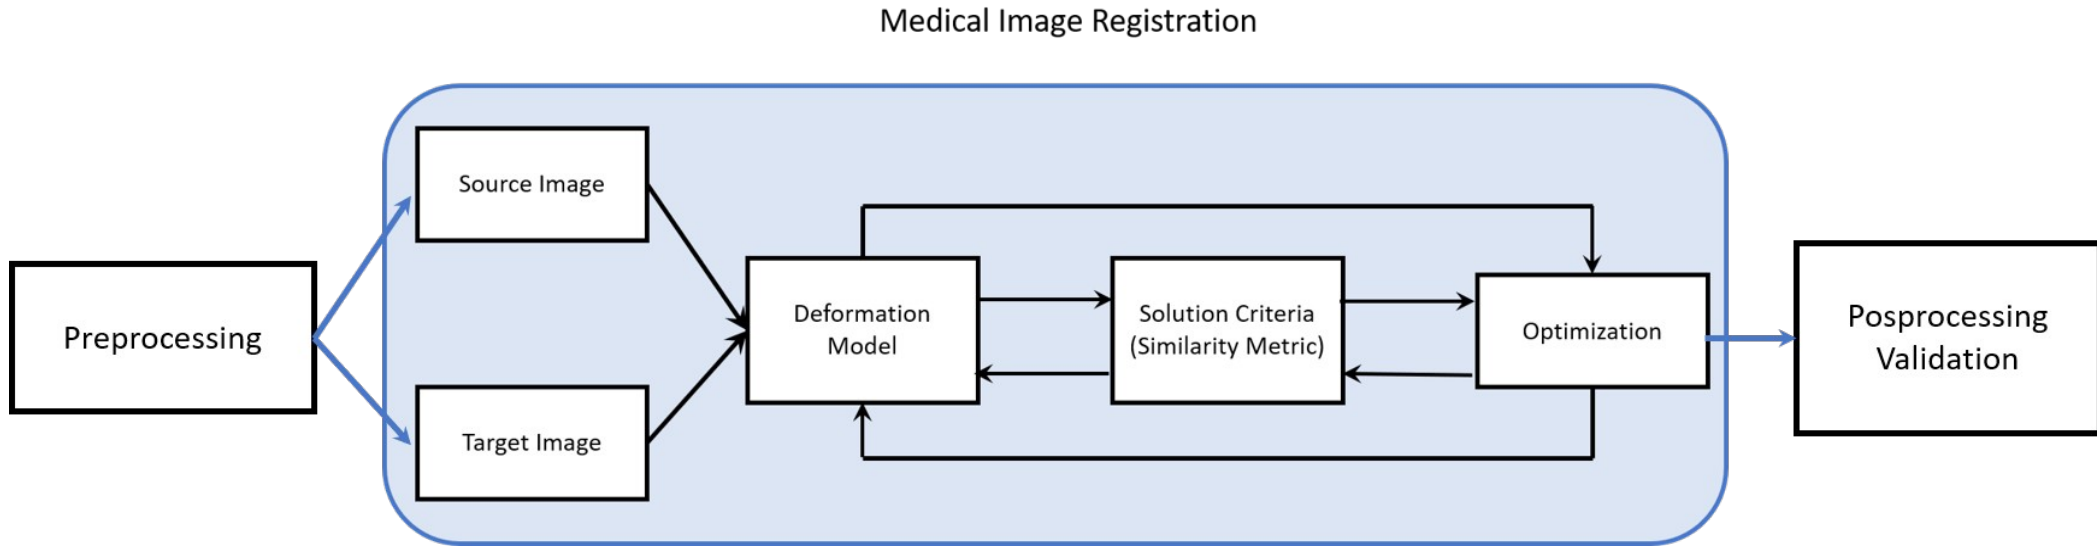 Medical Image Registration
Source Image
Preprocessing
Target Image
Deformation
Model
Solution Criteria
(Similarity Metric)
Optimization
Posprocessing
Validation